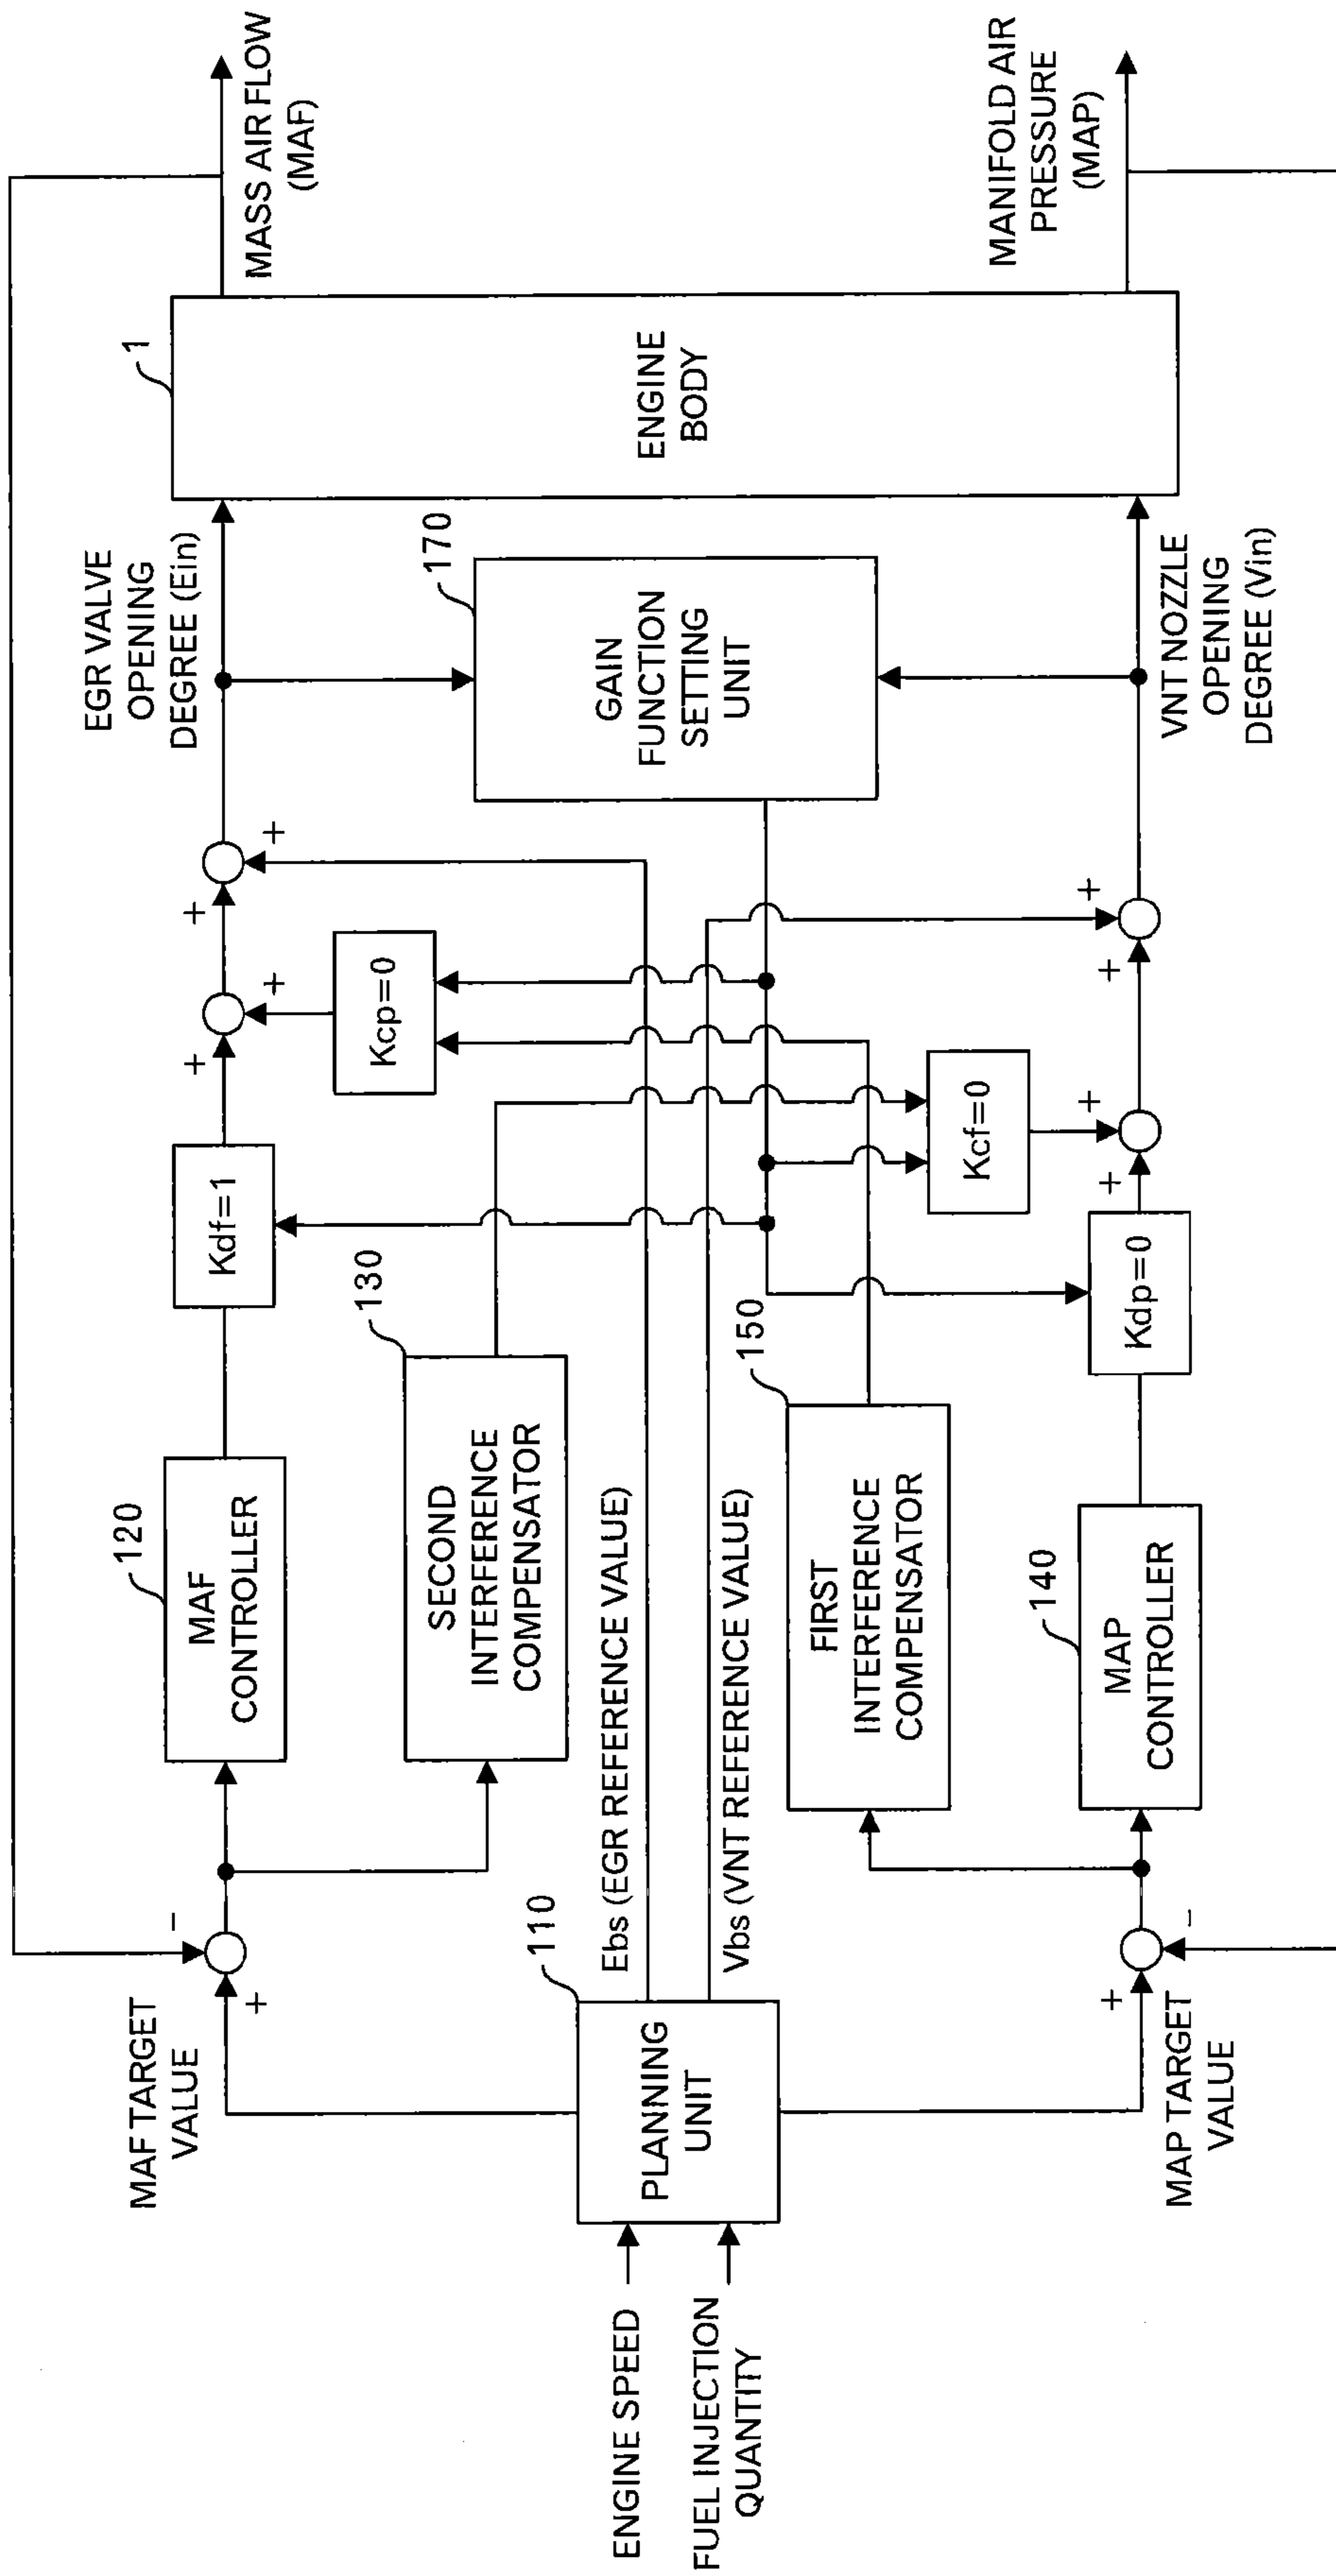 MASS AIR FLOW
(MAF)
MANIFOLD AIR
PRESSURE
(MAP)
1
ENGINE
BODY
EGR VALVE
OPENING
DEGREE (Ein)
170
GAIN
FUNCTION
SETTING
UNIT
VNT NOZZLE
OPENING
DEGREE (Vin)
+
+
+
+
Kcp=0
+
+
Kdf=1
Kcf=0
+
+
Kdp=0
120
MAF
CONTROLLER
130
SECOND
INTERFERENCE
COMPENSATOR
150
FIRST
INTERFERENCE
COMPENSATOR
140
MAP
CONTROLLER
Ebs (EGR REFERENCE VALUE)
Vbs (VNT REFERENCE VALUE)
110
PLANNING
UNIT
-
+
MAF TARGET
VALUE
-
+
MAP TARGET
VALUE
ENGINE SPEED
FUEL INJECTION
QUANTITY